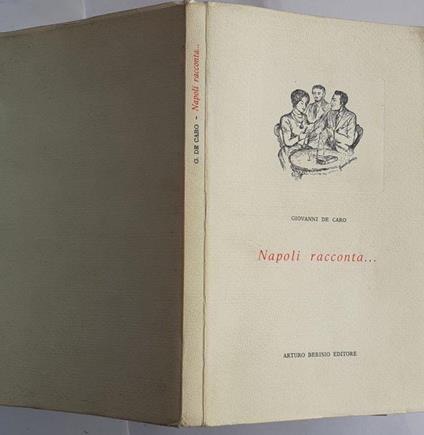 G. DE CARO - Napoli racconta...
GIOVANNI DE CARO
Napoli racconta...
ARTURO BERISIO EDITORE